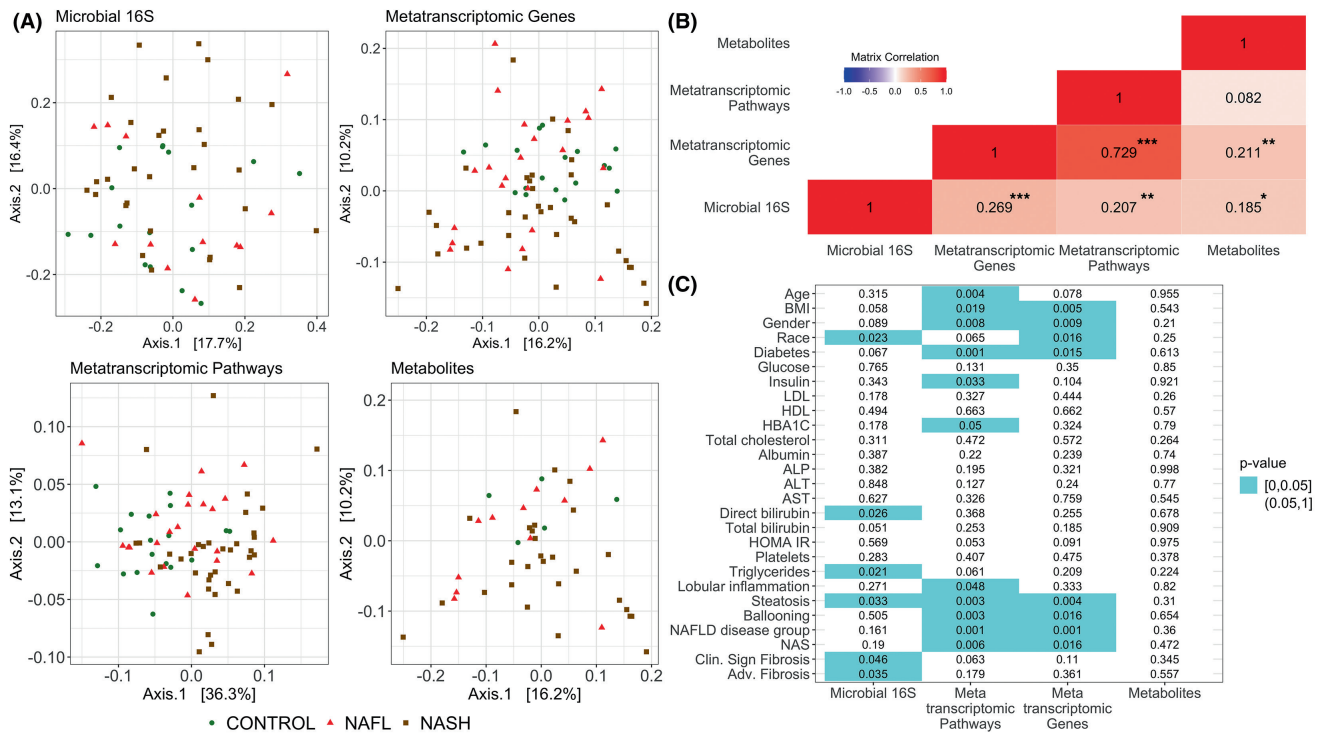 (A)
Microbial 16S
Axis.2 [16.4%]
0.2
0.0
-0.2
-0.2 0.0 0.2 0.4
Axis.1 [17.7%]
Metatranscriptomic Genes
Axis.2 [10.2%]
0.2
0.1
0.0
-0.1
-0.2 -0.1 0.0 0.1 0.2
Axis.1 [16.2%]
Metatranscriptomic Pathways
Axis.2 [13.1%]
0.10
0.05
0.00
-0.05
-0.10
-0.1 0.0 0.1
Axis.1 [36.3%]
Metabolites
Axis.2 [10.2%]
0.2
0.1
0.0
-0.1
-0.2 -0.1 0.0 0.1 0.2
Axis.1 [16.2%]
CONTROL NAFL NASH
(B)
Matrix Correlation
-1.0 -0.5 0.0 0.5 1.0
Metabolites 1
Metatranscriptomic
Pathways
1 0.082
Metatranscriptomic
Genes
1 0.729*** 0.211**
Microbial 16S 1 0.269*** 0.207** 0.185*
Microbial 16S Metatranscriptomic Metatranscriptomic Metabolites
Genes Pathways
(C)
Age 0.315 0.004 0.078 0.955
BMI 0.058 0.019 0.005 0.543
Gender 0.089 0.008 0.009 0.21
Race 0.023 0.065 0.016 0.25
Diabetes 0.067 0.001 0.015 0.613
Glucose 0.765 0.131 0.35 0.85
Insulin 0.343 0.033 0.104 0.921
LDL 0.178 0.327 0.444 0.26
HDL 0.494 0.663 0.662 0.57
HBA1C 0.178 0.05 0.324 0.79
Total cholesterol 0.311 0.472 0.572 0.264
Albumin 0.387 0.22 0.239 0.74
ALP 0.382 0.195 0.321 0.998
ALT 0.848 0.127 0.24 0.77
AST 0.627 0.326 0.759 0.545
Direct bilirubin 0.026 0.368 0.255 0.678
Total bilirubin 0.051 0.253 0.185 0.909
HOMA IR 0.569 0.053 0.091 0.975
Platelets 0.283 0.407 0.475 0.378
Triglycerides 0.021 0.061 0.209 0.224
Lobular inflammation 0.271 0.048 0.333 0.82
Steatosis 0.033 0.003 0.004 0.31
Ballooning 0.505 0.003 0.016 0.654
NAFLD disease group 0.161 0.001 0.001 0.36
NAS 0.19 0.006 0.016 0.472
Clin. Sign Fibrosis 0.046 0.063 0.11 0.345
Adv. Fibrosis 0.035 0.179 0.361 0.557
Microbial 16S Meta Meta Metabolites
transcriptomic transcriptomic
Pathways Genes
p-value
[0,0.05]
(0.05,1]